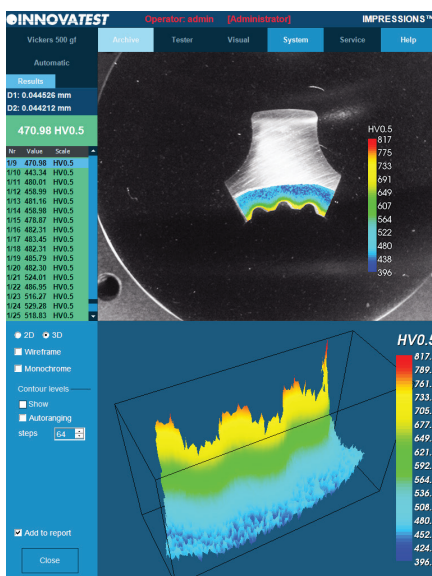 INNOVATEST
Operator: admin [Administrator]
IMPRESSIONS™
Vickers 500 gf
Archive
Tester
Visual
System
Service
Help
Automatic
Results
D1: 0.044526 mm
D2: 0.044212 mm
470.98 HV0.5
Nr Value Scale
1/9 470.98 HV0.5
1/10 443.34 HV0.5
1/11 480.01 HV0.5
1/12 458.99 HV0.5
1/13 481.16 HV0.5
1/14 458.98 HV0.5
1/15 478.87 HV0.5
1/16 482.31 HV0.5
1/17 483.45 HV0.5
1/18 482.31 HV0.5
1/19 485.79 HV0.5
1/20 482.30 HV0.5
1/21 524.01 HV0.5
1/22 486.95 HV0.5
1/23 516.27 HV0.5
1/24 529.28 HV0.5
1/25 518.83 HV0.5
HV0.5
817
775
733
691
649
607
564
522
480
438
396
2D
3D
Wireframe
Monochrome
Contour levels
Show
Autoranging
steps 64
Add to report
Close
HV0.5
817.
789.
761.
733.
705.
677.
649.
621.
592.
564.
536.
508.
480.
452.
424.
396.